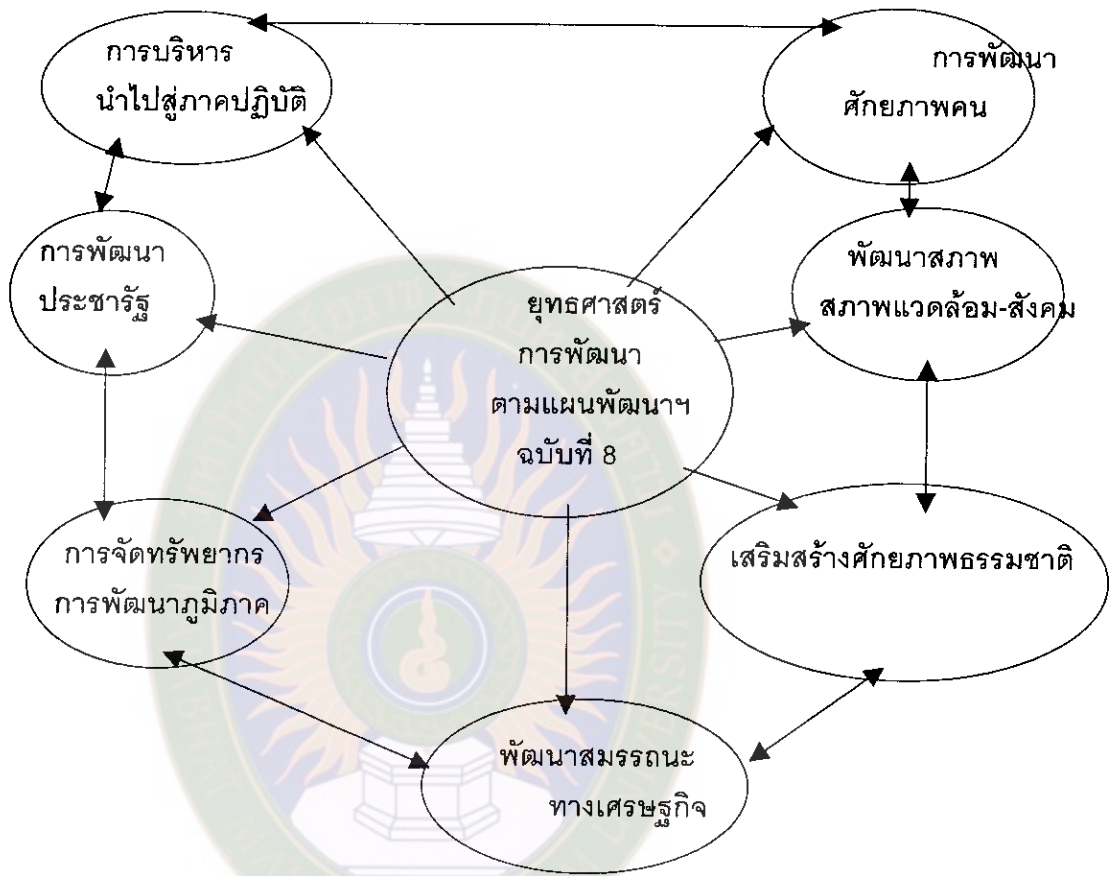 การบริหาร
นำไปสู่ภาคปฏิบัติ
การพัฒนา
ศักยภาพคน
การพัฒนา
ประชารัฐ
พัฒนาสภาพ
สภาพแวดล้อม-สังคม
ยุทธศาสตร์
การพัฒนา
ตามแผนพัฒนาฯ
ฉบับที่ 8
การจัดทรัพยากร
การพัฒนาภูมิภาค
เสริมสร้างศักยภาพธรรมชาติ
พัฒนาสมรรถนะ
ทางเศรษฐกิจ